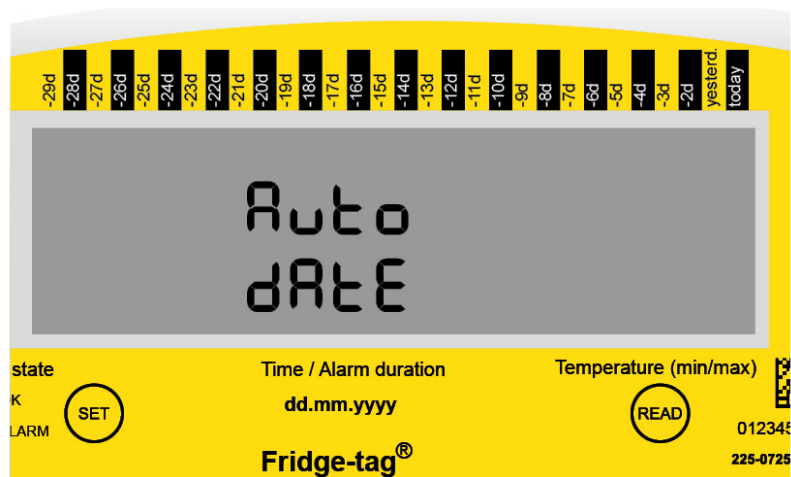 -29d -28d -27d -26d -25d -24d -23d -22d -21d -20d -19d -18d -17d -16d -15d -14d -13d -12d -11d -10d -9d -8d -7d -6d -5d -4d -3d -2d yesterd. today
Auto
dAtE
state Time / Alarm duration Temperature (min/max)
K SET dd.mm.yyyy READ
LARM 012345
Fridge-tag® 225-0725